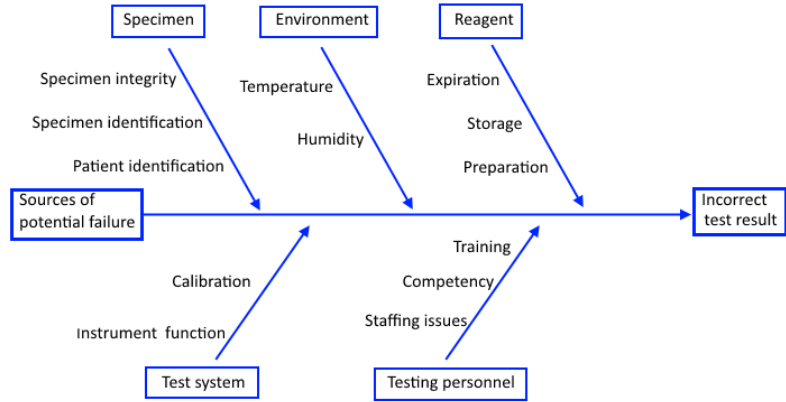 Specimen
Environment
Reagent
Specimen integrity
Specimen identification
Patient identification
Temperature
Humidity
Expiration
Storage
Preparation
Sources of
potential failure
Incorrect
test result
Calibration
Instrument function
Training
Competency
Staffing issues
Test system
Testing personnel